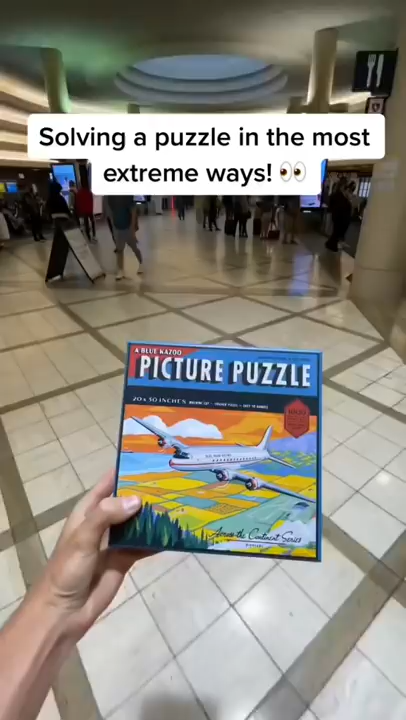 Solving a puzzle in the most
extreme ways! 👀
A BLUE KAZOO
PICTURE PUZZLE
20 x 30 INCHES
Across the Continent Series